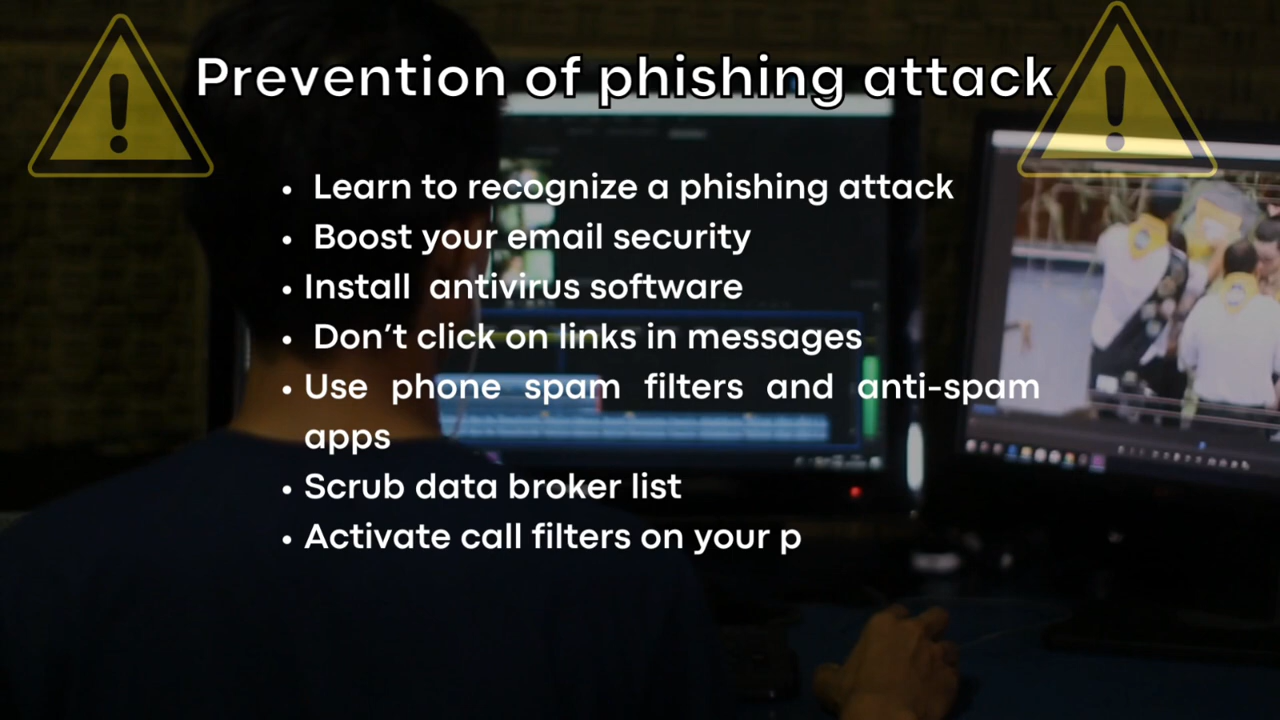 Prevention of phishing attack
• Learn to recognize a phishing attack
• Boost your email security
• Install antivirus software
• Don’t click on links in messages
• Use phone spam filters and anti-spam
apps
• Scrub data broker list
• Activate call filters on your p